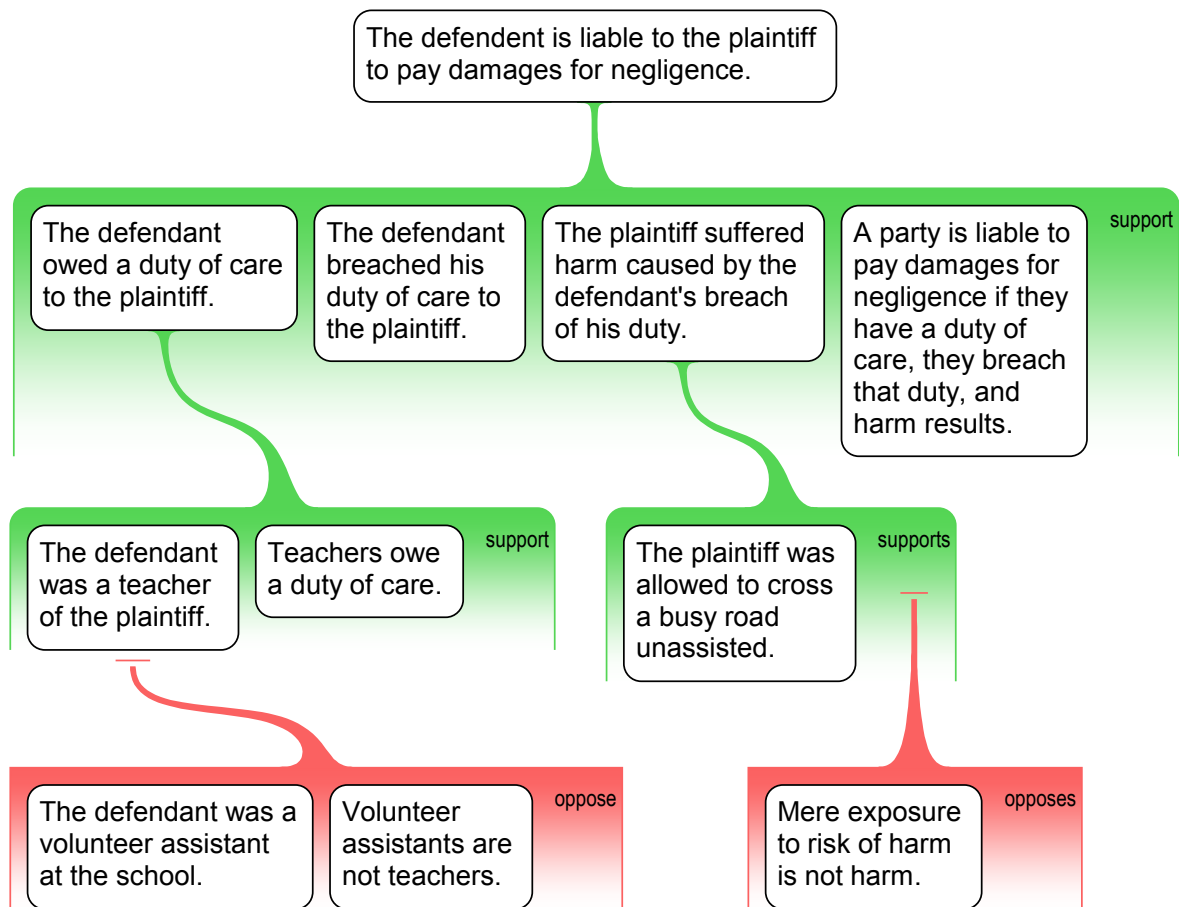 The defendent is liable to the plaintiff
to pay damages for negligence.
support
The defendant
owed a duty of care
to the plaintiff.
The defendant
breached his
duty of care to
the plaintiff.
The plaintiff suffered
harm caused by the
defendant's breach
of his duty.
A party is liable to
pay damages for
negligence if they
have a duty of
care, they breach
that duty, and
harm results.
support
The defendant
was a teacher
of the plaintiff.
Teachers owe
a duty of care.
supports
The plaintiff was
allowed to cross
a busy road
unassisted.
oppose
The defendant was a
volunteer assistant
at the school.
Volunteer
assistants are
not teachers.
opposes
Mere exposure
to risk of harm
is not harm.